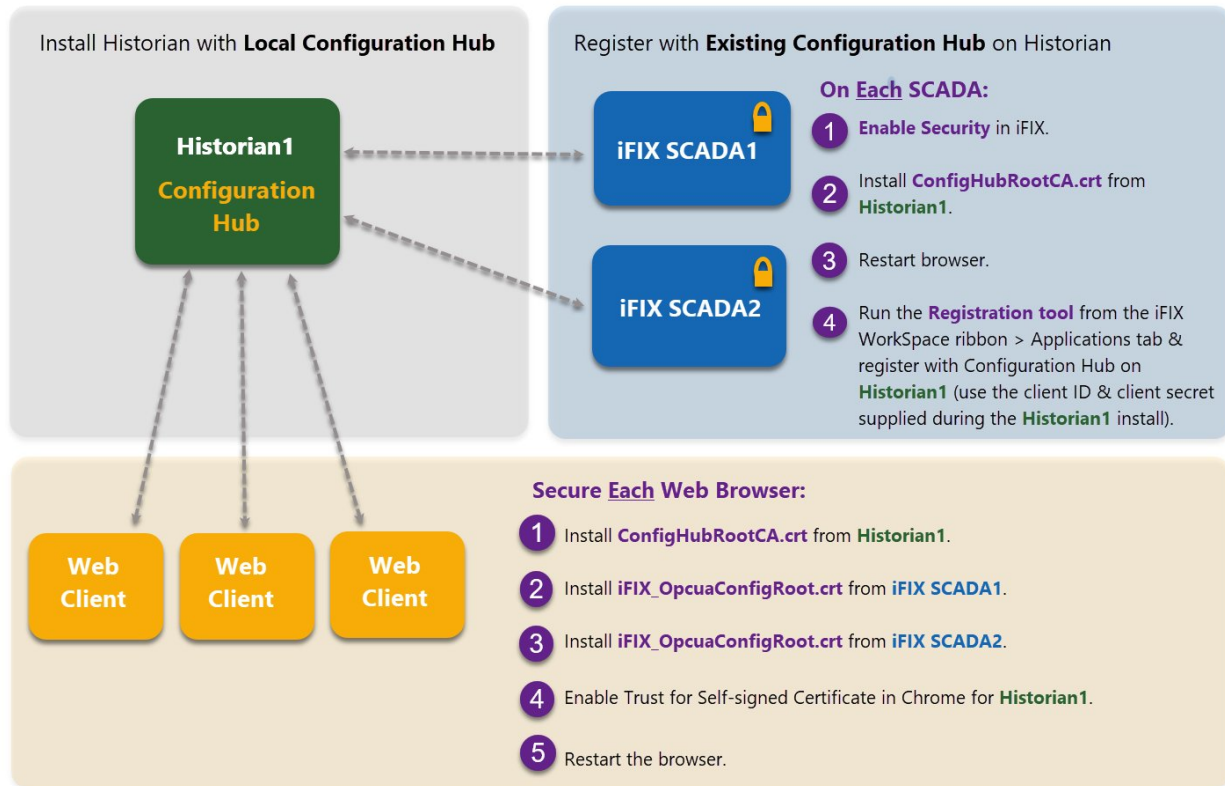 Install Historian with Local Configuration Hub
Historian1
Configuration
Hub
Register with Existing Configuration Hub on Historian
iFIX SCADA1
iFIX SCADA2
On Each SCADA:
1 Enable Security in iFIX.
2 Install ConfigHubRootCA.crt from
Historian1.
3 Restart browser.
4 Run the Registration tool from the iFIX
WorkSpace ribbon > Applications tab &
register with Configuration Hub on
Historian1 (use the client ID & client secret
supplied during the Historian1 install).
Web
Client
Web
Client
Web
Client
Secure Each Web Browser:
1 Install ConfigHubRootCA.crt from Historian1.
2 Install iFIX_OpcuaConfigRoot.crt from iFIX SCADA1.
3 Install iFIX_OpcuaConfigRoot.crt from iFIX SCADA2.
4 Enable Trust for Self-signed Certificate in Chrome for Historian1.
5 Restart the browser.